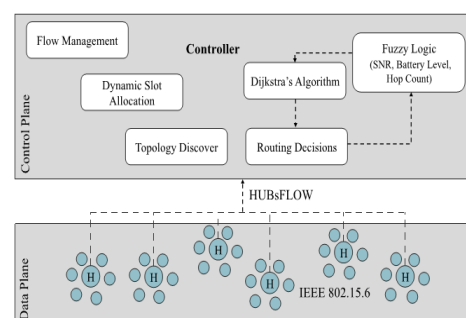 Control Plane
Flow Management
Controller
Fuzzy Logic
(SNR, Battery Level,
Hop Count)
Dynamic Slot
Allocation
Dijkstra's Algorithm
Topology Discover
Routing Decisions
HUBsFLOW
Data Plane
H
H
H
H
H
H
IEEE 802.15.6